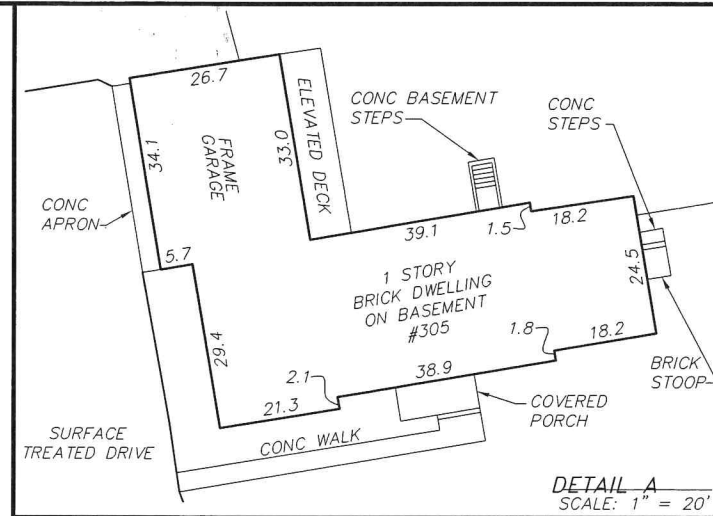 26.7
ELEVATED DECK
CONC BASEMENT
STEPS
CONC
STEPS
34.1
FRAME
GARAGE
33.0
CONC
APRON
39.1
1.5
18.2
5.7
24.5
1 STORY
BRICK DWELLING
ON BASEMENT
#305
29.4
1.8
18.2
38.9
2.1
21.3
BRICK
STOOP
COVERED
PORCH
SURFACE
TREATED DRIVE
CONC WALK
DETAIL A
SCALE: 1" = 20'